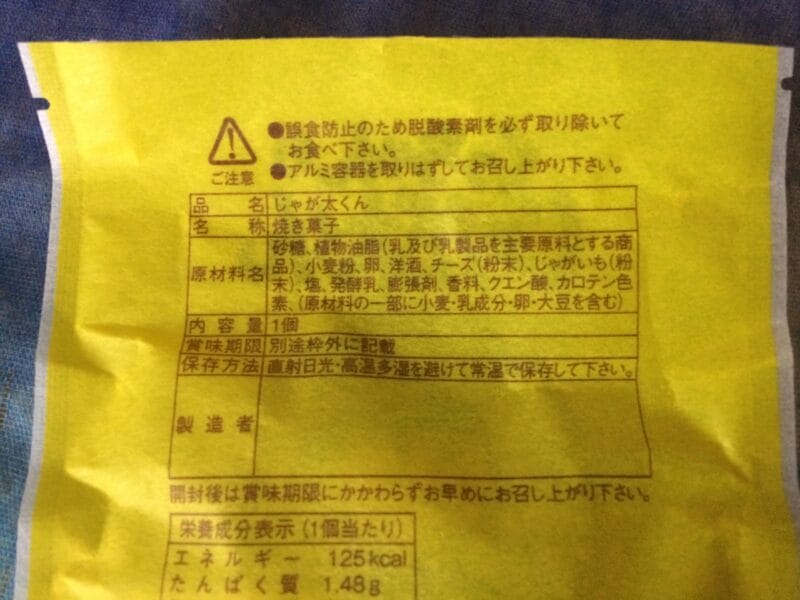 ●誤食防止のため脱酸素剤を必ず取り除いて
お食べ下さい。
ご注意
●アルミ容器を取りはずしてお召し上がり下さい。
品名 じゃが太くん
名称 焼き菓子
原材料名 砂糖、植物油脂(乳及び乳製品を主要原料とする商
品)、小麦粉、卵、洋酒、チーズ(粉末)、じゃがいも(粉
末)、塩、発酵乳、膨張剤、香料、クエン酸、カロテン色
素、(原材料の一部に小麦・乳成分・卵・大豆を含む)
内容量 1個
賞味期限 別途枠外に記載
保存方法 直射日光・高温多湿を避けて常温で保存して下さい。
製造者
開封後は賞味期限にかかわらずお早めにお召し上がり下さい。
栄養成分表示(1個当たり)
エネルギー 125kcal
たんぱく質 1.48g